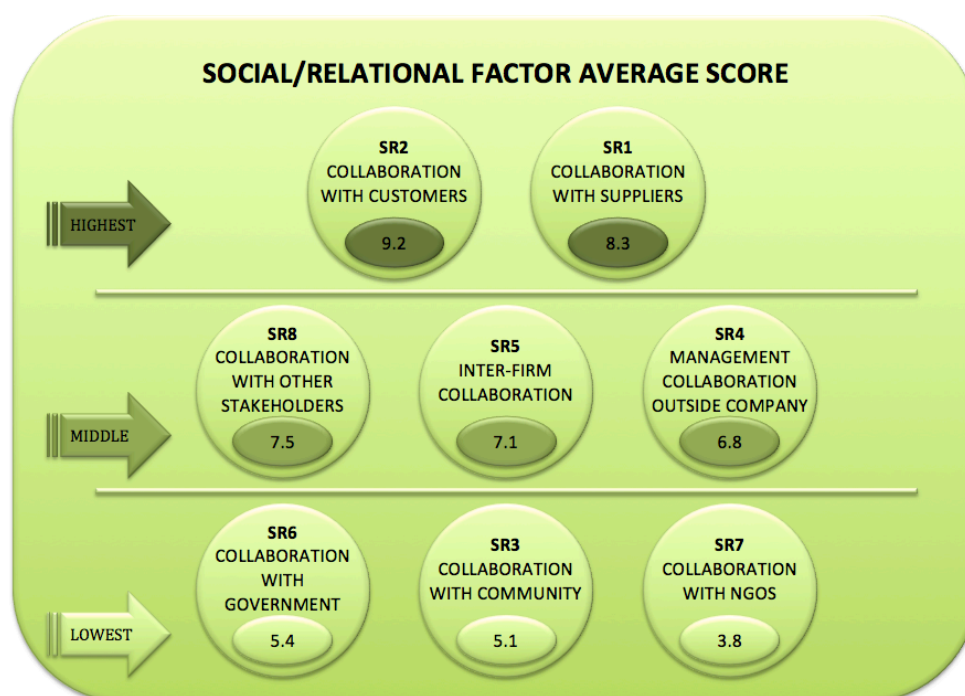 SOCIAL/RELATIONAL FACTOR AVERAGE SCORE
HIGHEST
SR2
COLLABORATION
WITH CUSTOMERS
9.2
SR1
COLLABORATION
WITH SUPPLIERS
8.3
MIDDLE
SR8
COLLABORATION
WITH OTHER
STAKEHOLDERS
7.5
SR5
INTER-FIRM
COLLABORATION
7.1
SR4
MANAGEMENT
COLLABORATION
OUTSIDE COMPANY
6.8
LOWEST
SR6
COLLABORATION
WITH
GOVERNMENT
5.4
SR3
COLLABORATION
WITH COMMUNITY
5.1
SR7
COLLABORATION
WITH NGOS
3.8